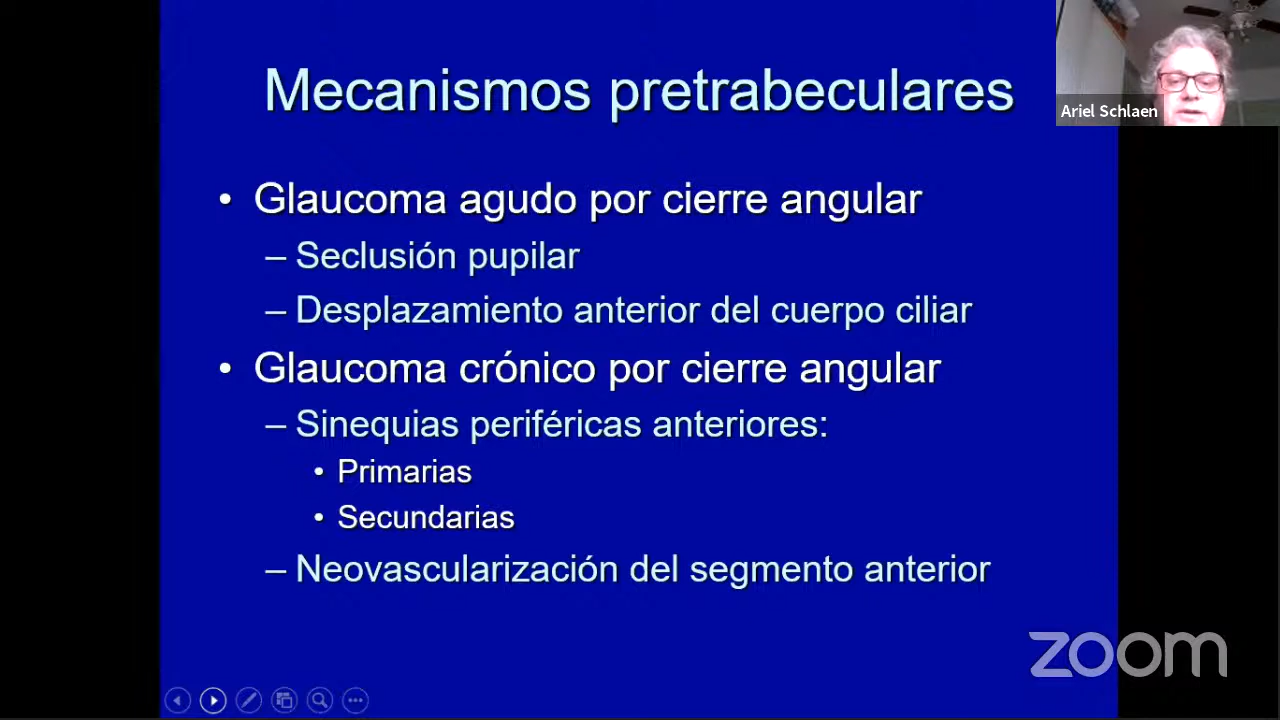 Mecanismos pretrabeculares
Ariel Schlaen
• Glaucoma agudo por cierre angular
– Seclusión pupilar
– Desplazamiento anterior del cuerpo ciliar
• Glaucoma crónico por cierre angular
– Sinequias periféricas anteriores:
• Primarias
• Secundarias
– Neovascularización del segmento anterior
zoom